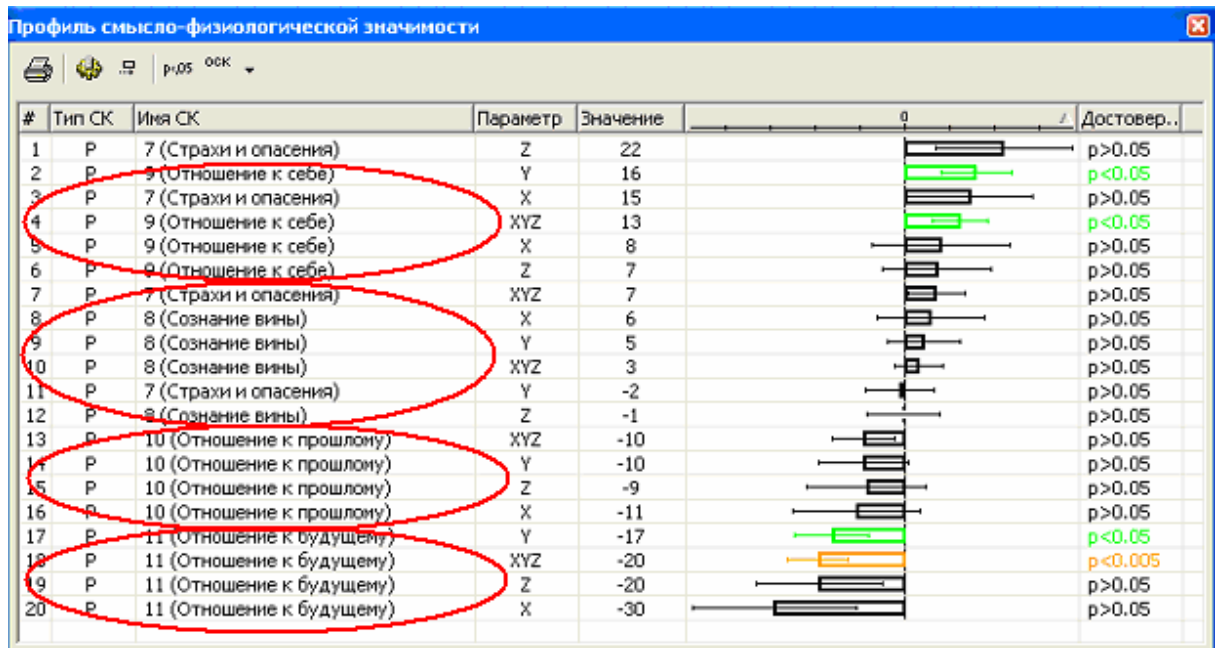 Профиль смысло-физиологической значимости
p<,05 ОСК
# Тип СК Имя СК Параметр Значение 0 Достовер..
1 P 7 (Страхи и опасения) Z 22 p>0.05
2 P 9 (Отношение к себе) Y 16 p<0.05
3 P 7 (Страхи и опасения) X 15 p>0.05
4 P 9 (Отношение к себе) XYZ 13 p<0.05
5 P 9 (Отношение к себе) X 8 p>0.05
6 P 9 (Отношение к себе) Z 7 p>0.05
7 P 7 (Страхи и опасения) XYZ 7 p>0.05
8 P 8 (Сознание вины) X 6 p>0.05
9 P 8 (Сознание вины) Y 5 p>0.05
10 P 8 (Сознание вины) XYZ 3 p>0.05
11 P 7 (Страхи и опасения) Y -2 p>0.05
12 P 8 (Сознание вины) Z -1 p>0.05
13 P 10 (Отношение к прошлому) XYZ -10 p>0.05
14 P 10 (Отношение к прошлому) Y -10 p>0.05
15 P 10 (Отношение к прошлому) Z -9 p>0.05
16 P 10 (Отношение к прошлому) X -11 p>0.05
17 P 11 (Отношение к будущему) Y -17 p<0.05
18 P 11 (Отношение к будущему) XYZ -20 p<0.005
19 P 11 (Отношение к будущему) Z -20 p>0.05
20 P 11 (Отношение к будущему) X -30 p>0.05